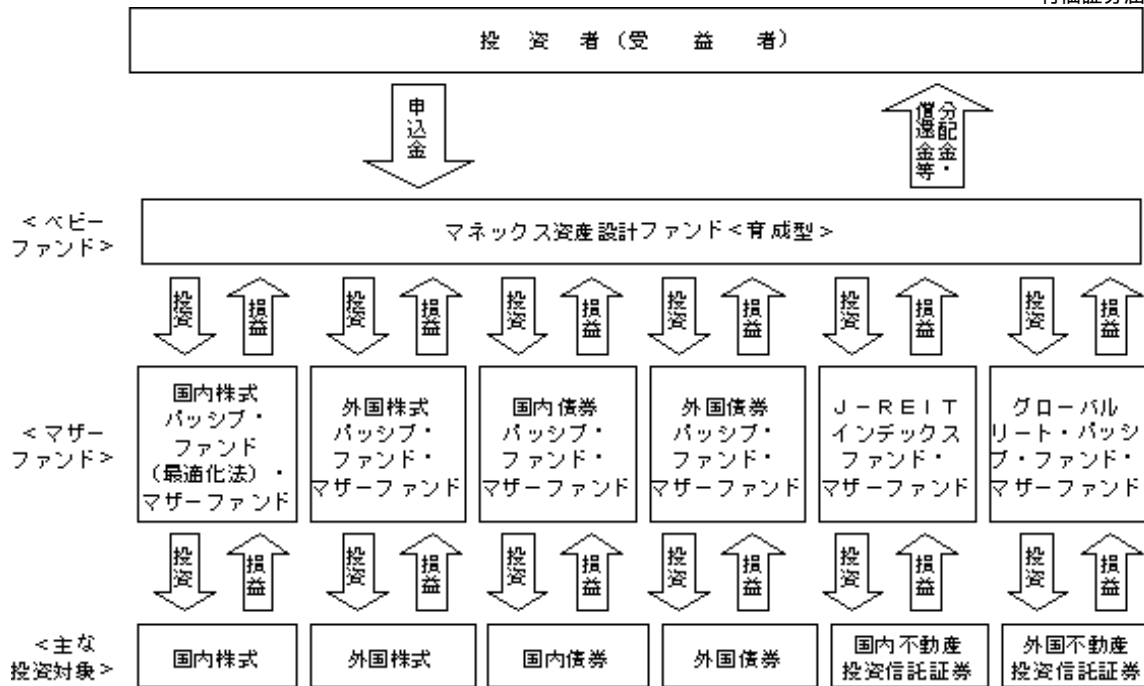 投資者(受益者)
申込金
分配金・
償還金等
<ベビー
ファンド>
マネックス資産設計ファンド<育成型>
投資
損益
投資
損益
投資
損益
投資
損益
投資
損益
投資
損益
<マザー
ファンド>
国内株式
パッシブ・
ファンド
(最適化法)・
マザーファンド
外国株式
パッシブ・
ファンド・
マザーファンド
国内債券
パッシブ・
ファンド・
マザーファンド
外国債券
パッシブ・
ファンド・
マザーファンド
J-REIT
インデックス
ファンド・
マザーファンド
グローバル
リート・パッシ
ブ・ファンド・
マザーファンド
投資
損益
投資
損益
投資
損益
投資
損益
投資
損益
投資
損益
<主な
投資対象>
国内株式
外国株式
国内債券
外国債券
国内不動産
投資信託証券
外国不動産
投資信託証券